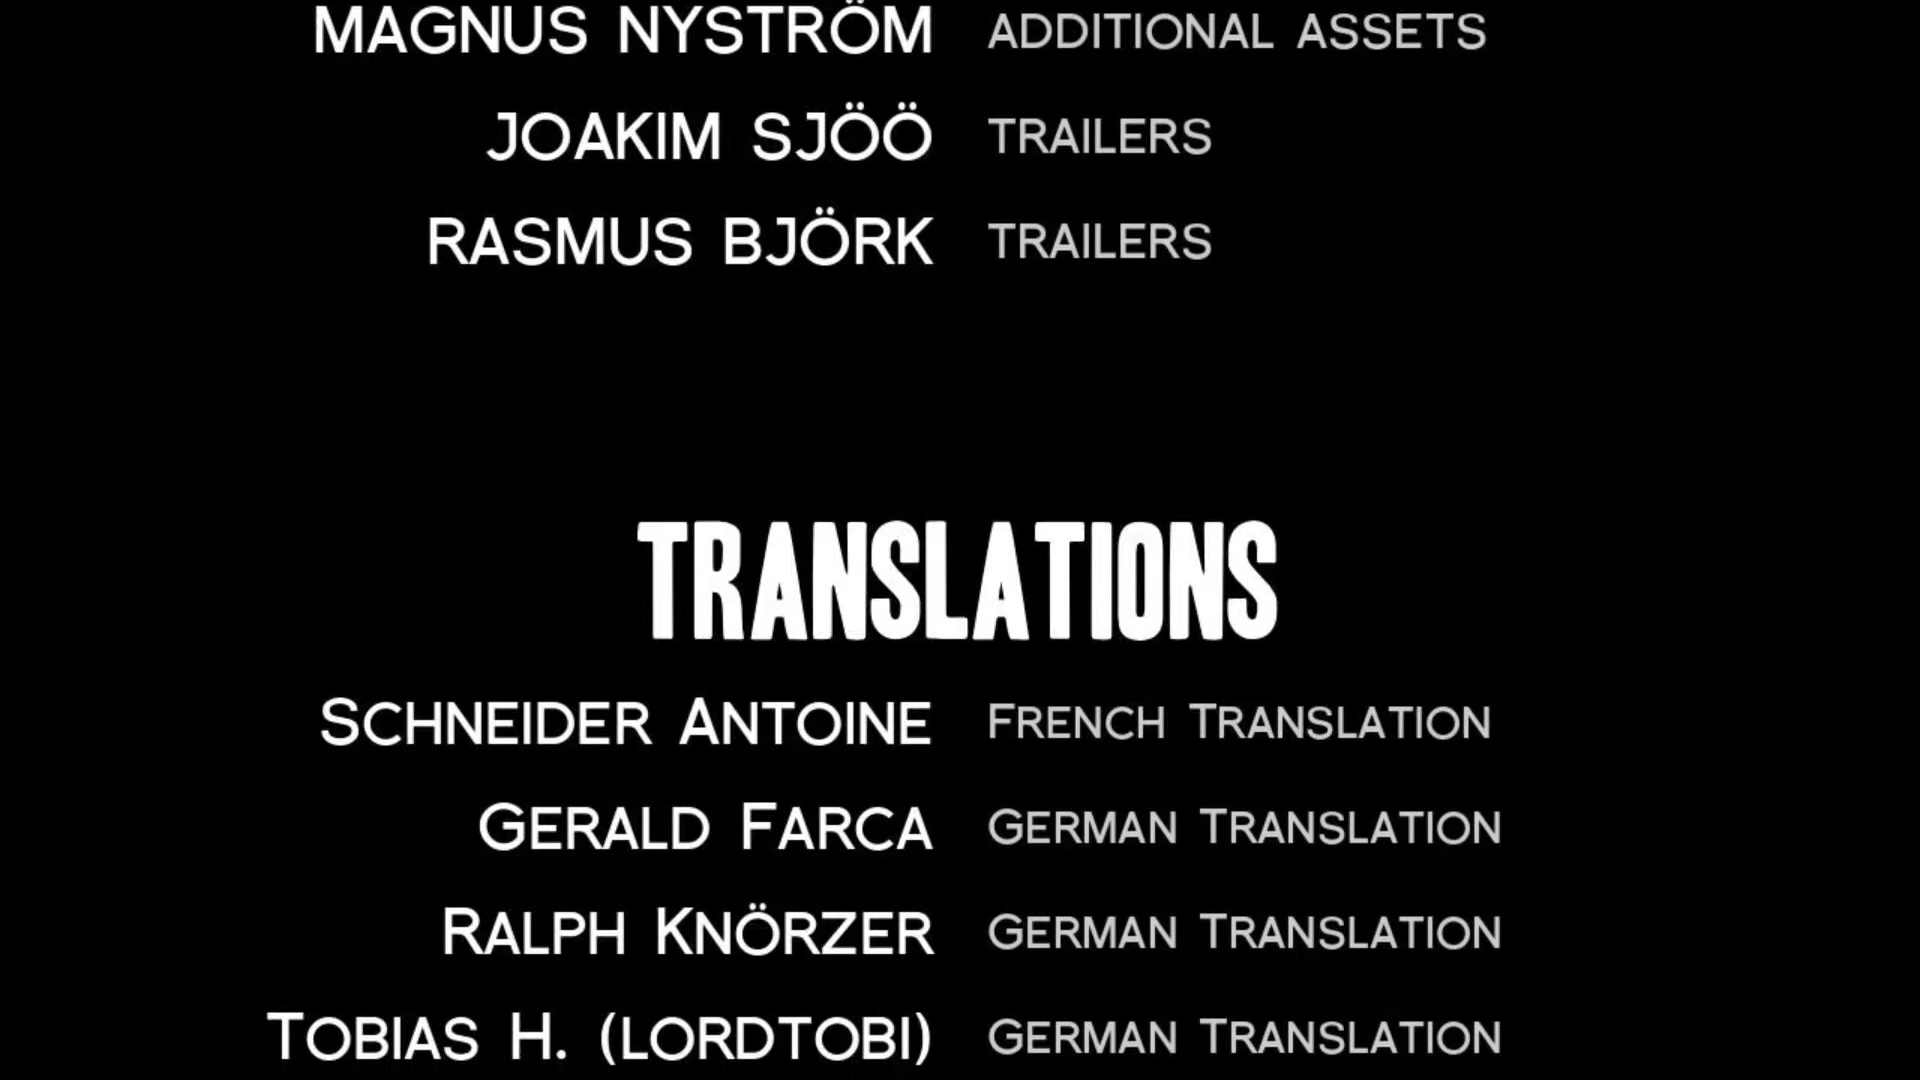 MAGNUS NYSTRÖM ADDITIONAL ASSETS
JOAKIM SJÖÖ TRAILERS
RASMUS BJÖRK TRAILERS
TRANSLATIONS
SCHNEIDER ANTOINE FRENCH TRANSLATION
GERALD FARCA GERMAN TRANSLATION
RALPH KNÖRZER GERMAN TRANSLATION
TOBIAS H. (LORDTOBI) GERMAN TRANSLATION